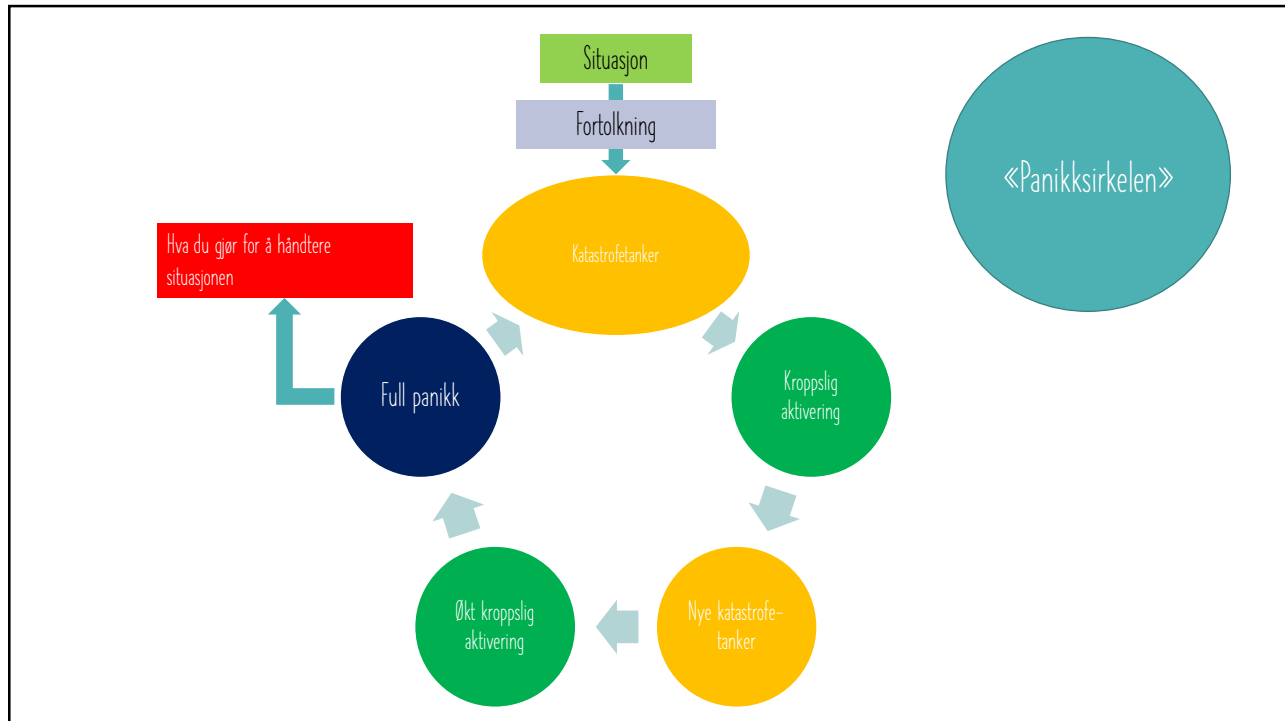 Situasjon
Fortolkning
«Panikksirkelen»
Katastrofetanker
Hva du gjør for å håndtere
situasjonen
Full panikk
Kroppslig
aktivering
Økt kroppslig
aktivering
Nye katastrofe-
tanker